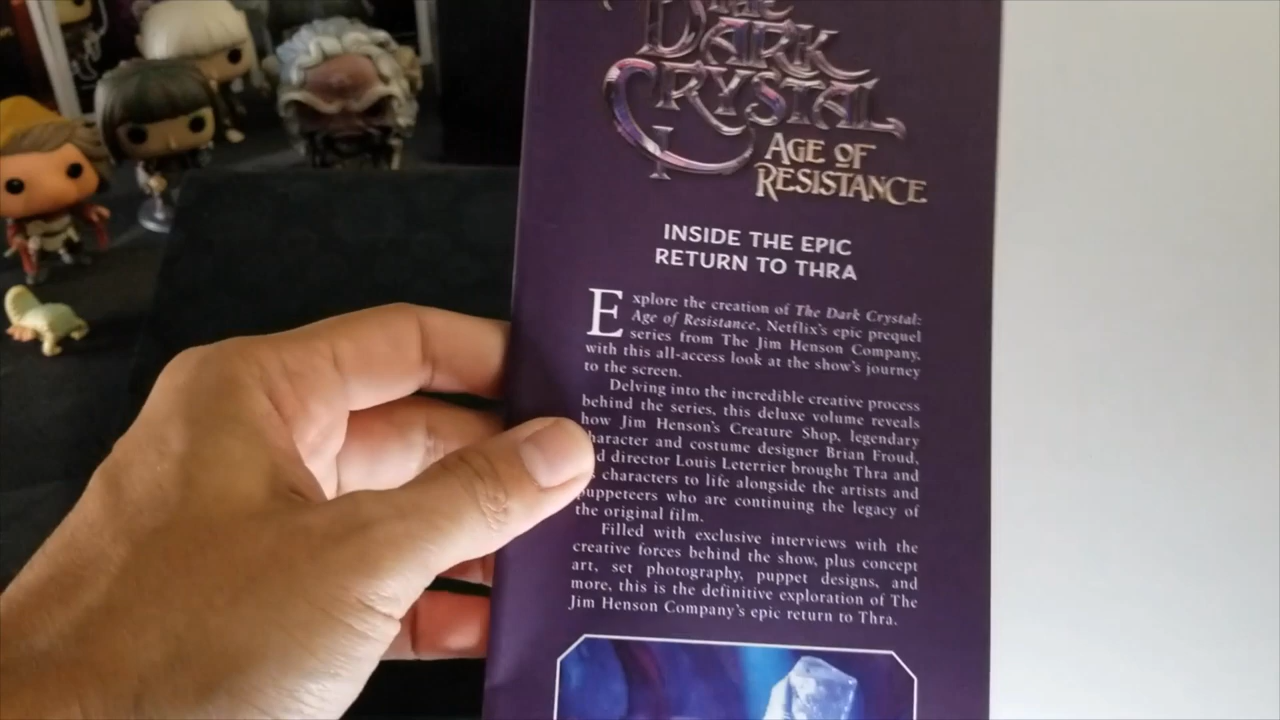 THE
DARK
CRYSTAL
AGE OF
RESISTANCE
INSIDE THE EPIC
RETURN TO THRA
Explore the creation of The Dark Crystal:
Age of Resistance, Netflix's epic prequel
series from The Jim Henson Company,
with this all-access look at the show's journey
to the screen.
Delving into the incredible creative process
behind the series, this deluxe volume reveals
how Jim Henson's Creature Shop, legendary
character and costume designer Brian Froud,
d director Louis Leterrier brought Thra and
s characters to life alongside the artists and
puppeteers who are continuing the legacy of
the original film.
Filled with exclusive interviews with the
creative forces behind the show, plus concept
art, set photography, puppet designs, and
more, this is the definitive exploration of The
Jim Henson Company's epic return to Thra.